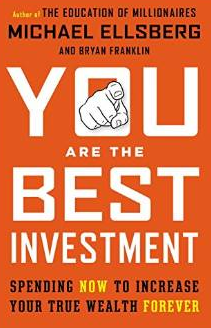 Author of THE EDUCATION OF MILLIONAIRES
MICHAEL ELLSBERG
AND BRYAN FRANKLIN
YOU
ARE THE
BEST
INVESTMENT
SPENDING NOW TO INCREASE
YOUR TRUE WEALTH FOREVER